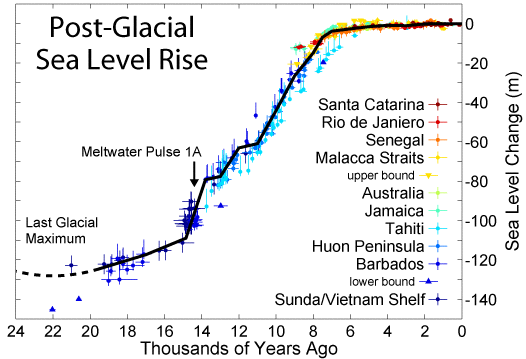 Post-Glacial
Sea Level Rise
Meltwater Pulse 1A
Last Glacial
Maximum
Santa Catarina
Rio de Janiero
Senegal
Malacca Straits
upper bound
Australia
Jamaica
Tahiti
Huon Peninsula
Barbados
lower bound
Sunda/Vietnam Shelf
0
-20
-40
-60
-80
-100
-120
-140
Sea Level Change (m)
24 22 20 18 16 14 12 10 8 6 4 2 0
Thousands of Years Ago